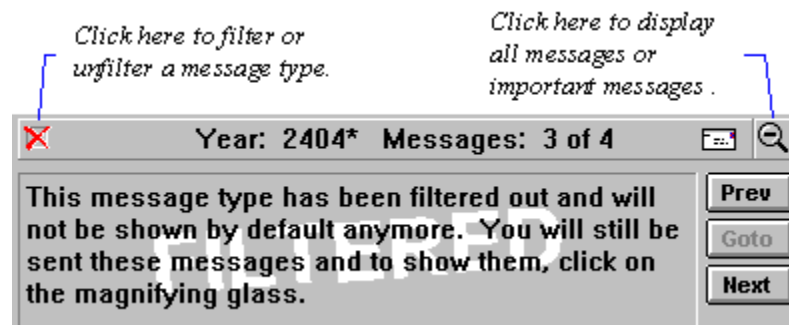 Click here to filter or
unfilter a message type.
Click here to display
all messages or
important messages .
Year: 2404* Messages: 3 of 4
This message type has been filtered out and will
not be shown by default anymore. You will still be
sent these messages and to show them, click on
the magnifying glass.
FILTERED
Prev
Goto
Next